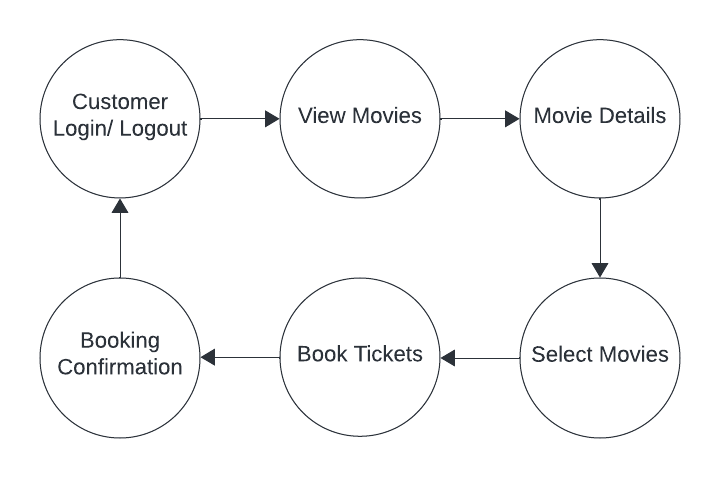 Customer
Login/ Logout
View Movies
Movie Details
Booking
Confirmation
Book Tickets
Select Movies